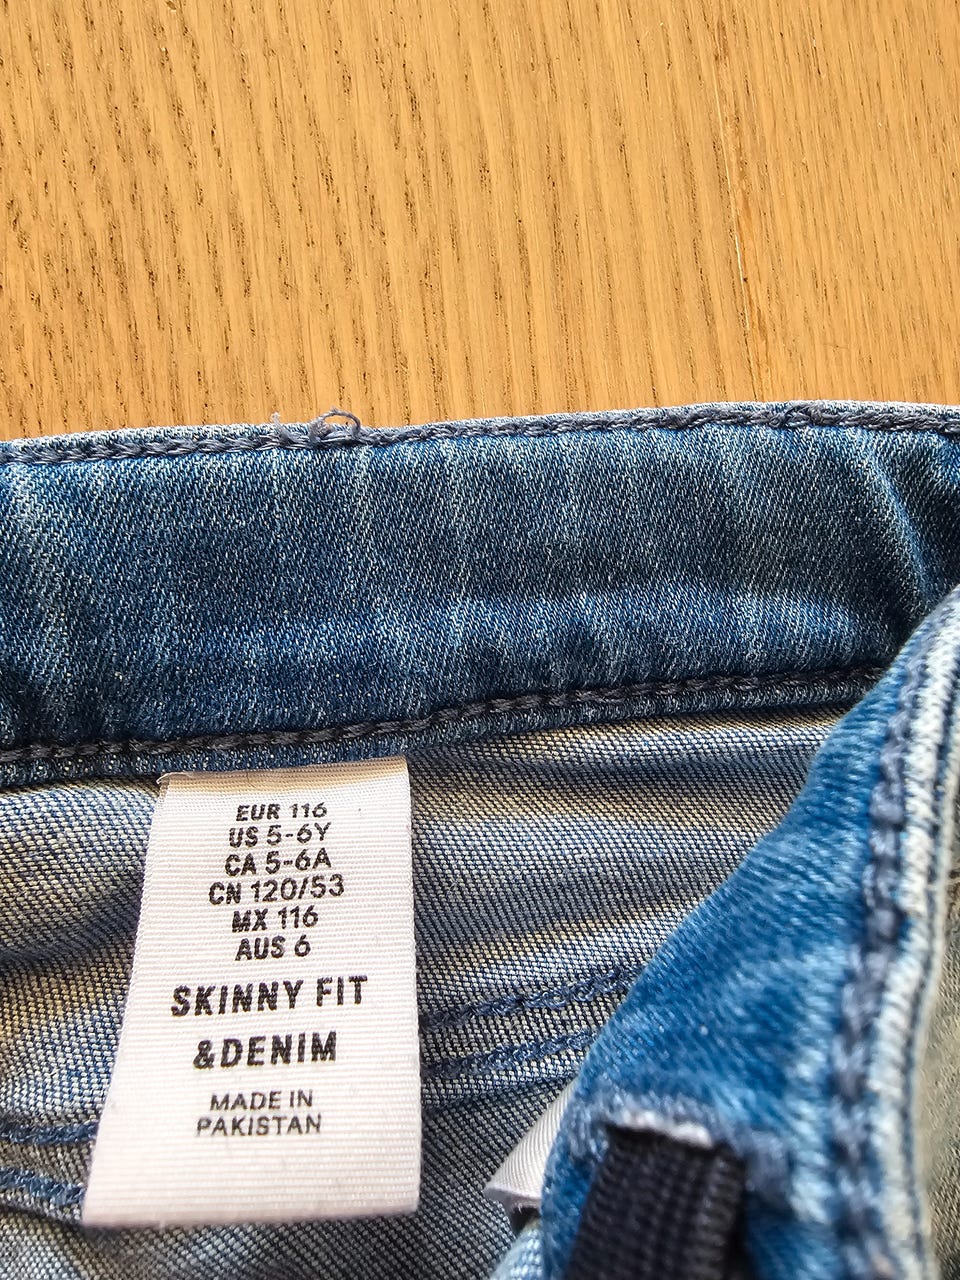 EUR 116
US 5-6Y
CA 5-6A
CN 120/53
MX 116
AUS 6
SKINNY FIT
&DENIM
MADE IN
PAKISTAN